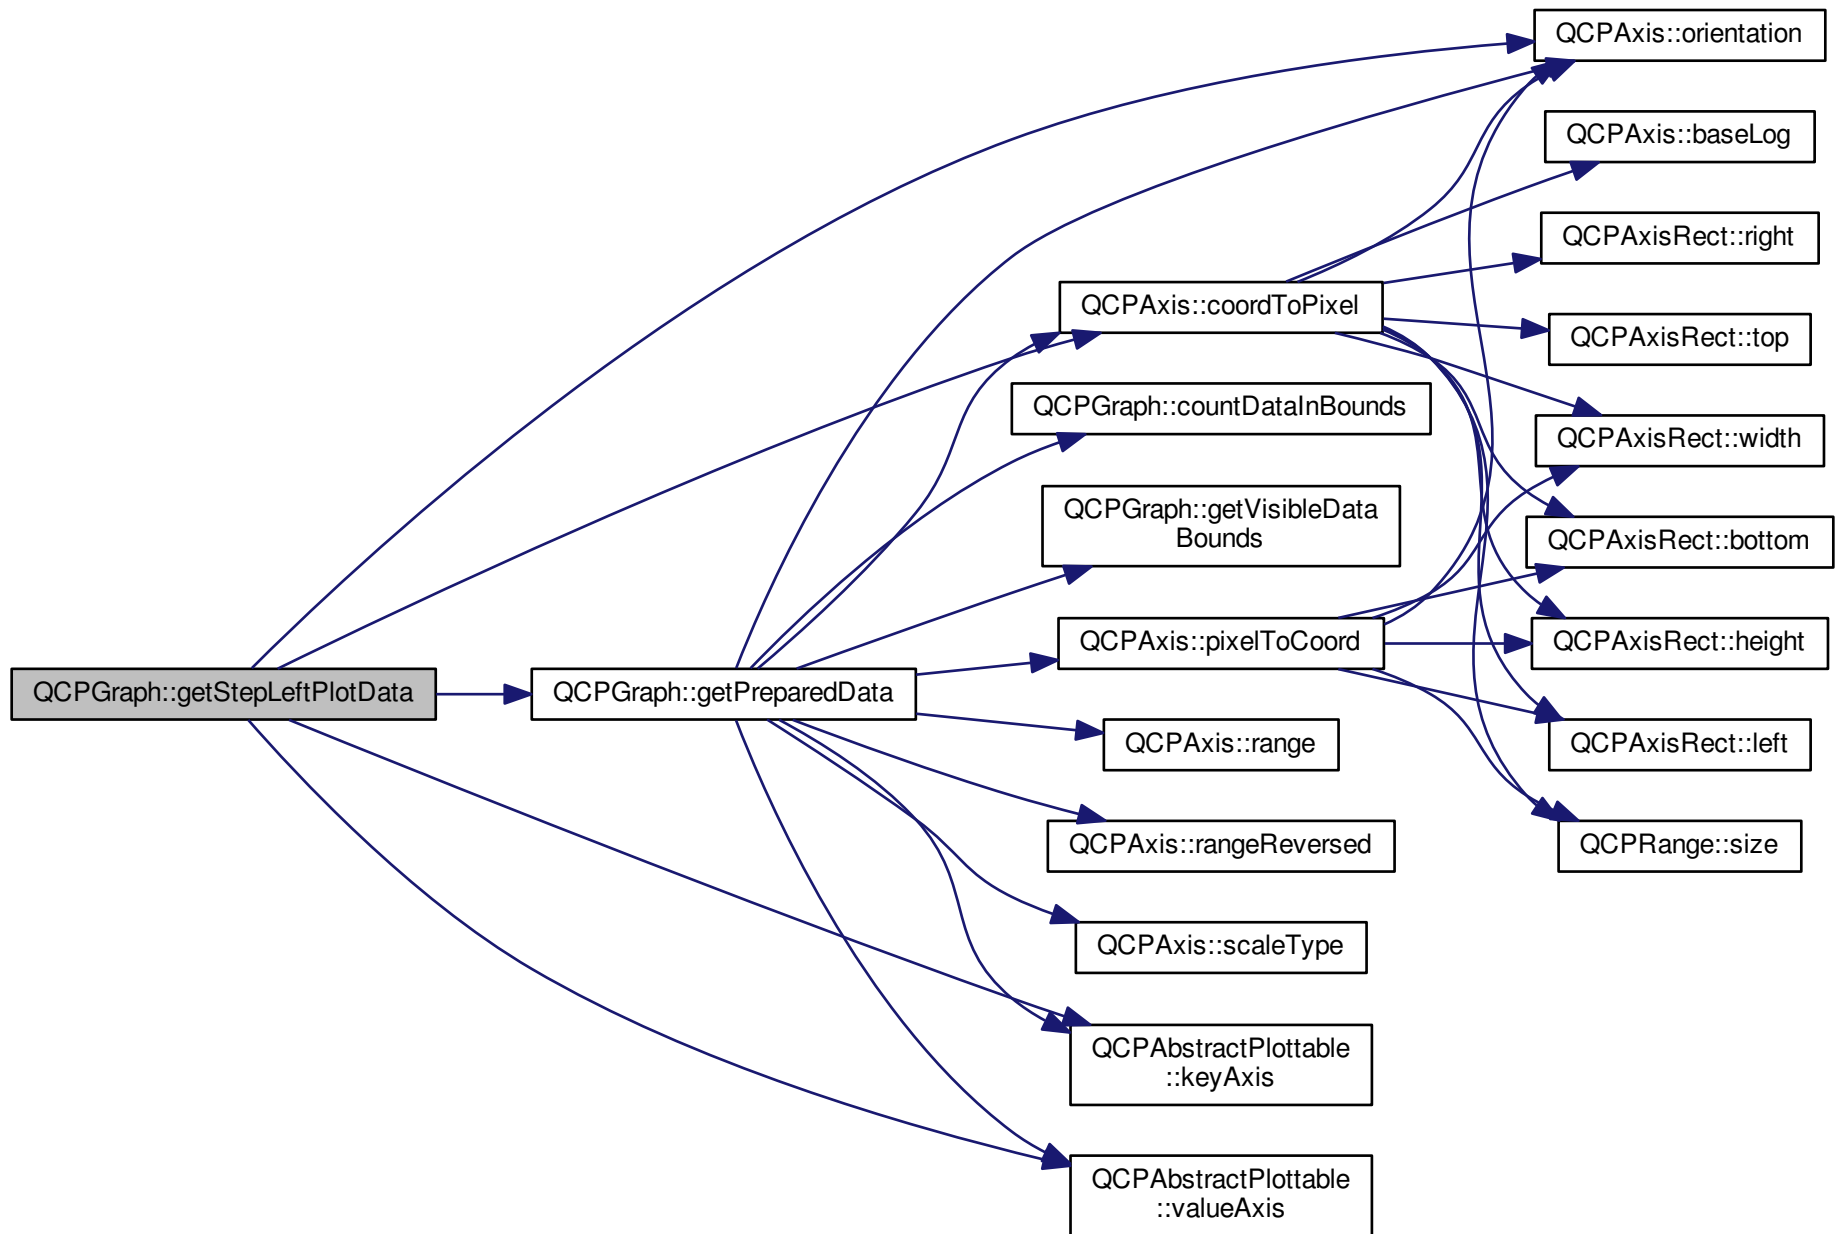 QCPAxis::orientation
QCPAxis::baseLog
QCPAxisRect::right
QCPAxis::coordToPixel
QCPAxisRect::top
QCPGraph::countDataInBounds
QCPAxisRect::width
QCPGraph::getVisibleData
Bounds
QCPAxisRect::bottom
QCPGraph::getStepLeftPlotData
QCPGraph::getPreparedData
QCPAxis::pixelToCoord
QCPAxisRect::height
QCPAxis::range
QCPAxisRect::left
QCPAxis::rangeReversed
QCPRange::size
QCPAxis::scaleType
QCPAbstractPlottable
::keyAxis
QCPAbstractPlottable
::valueAxis